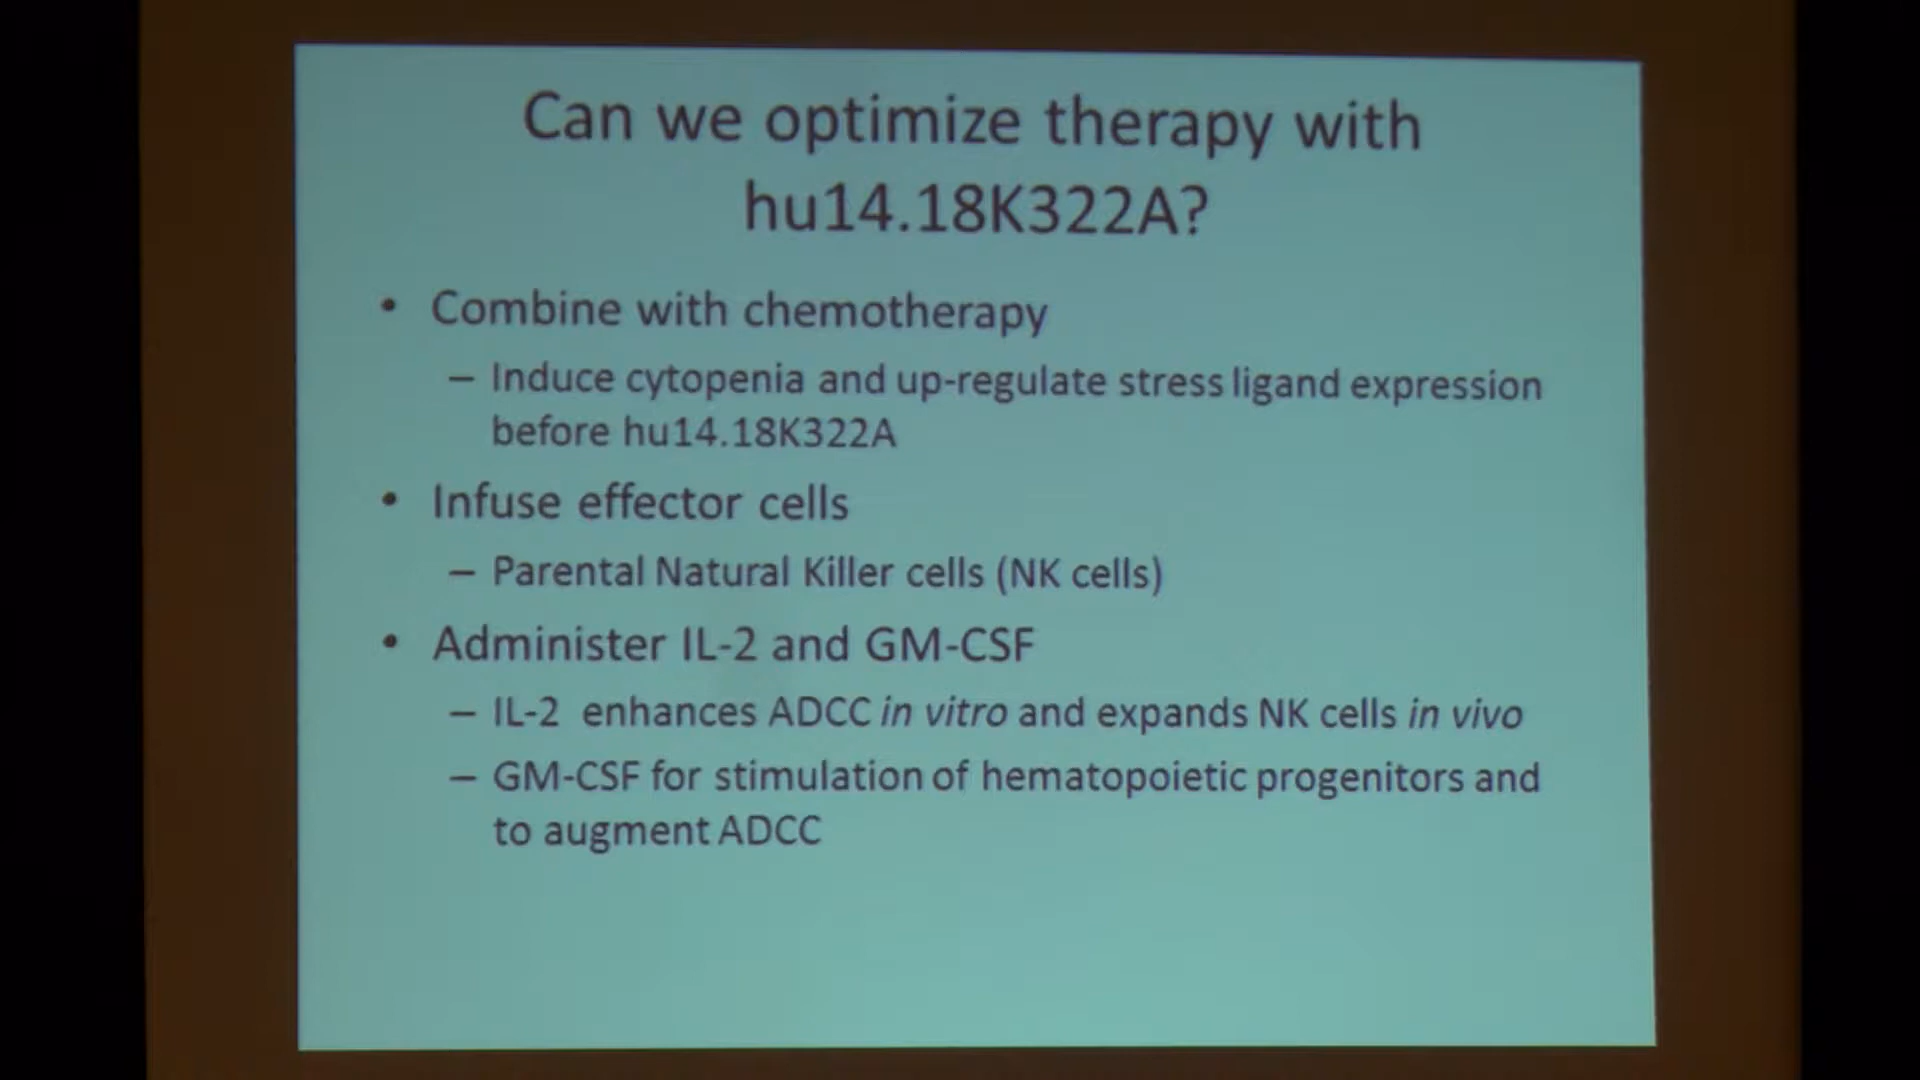 Can we optimize therapy with
hu14.18K322A?
• Combine with chemotherapy
– Induce cytopenia and up-regulate stress ligand expression
before hu14.18K322A
• Infuse effector cells
– Parental Natural Killer cells (NK cells)
• Administer IL-2 and GM-CSF
– IL-2 enhances ADCC in vitro and expands NK cells in vivo
– GM-CSF for stimulation of hematopoietic progenitors and
to augment ADCC